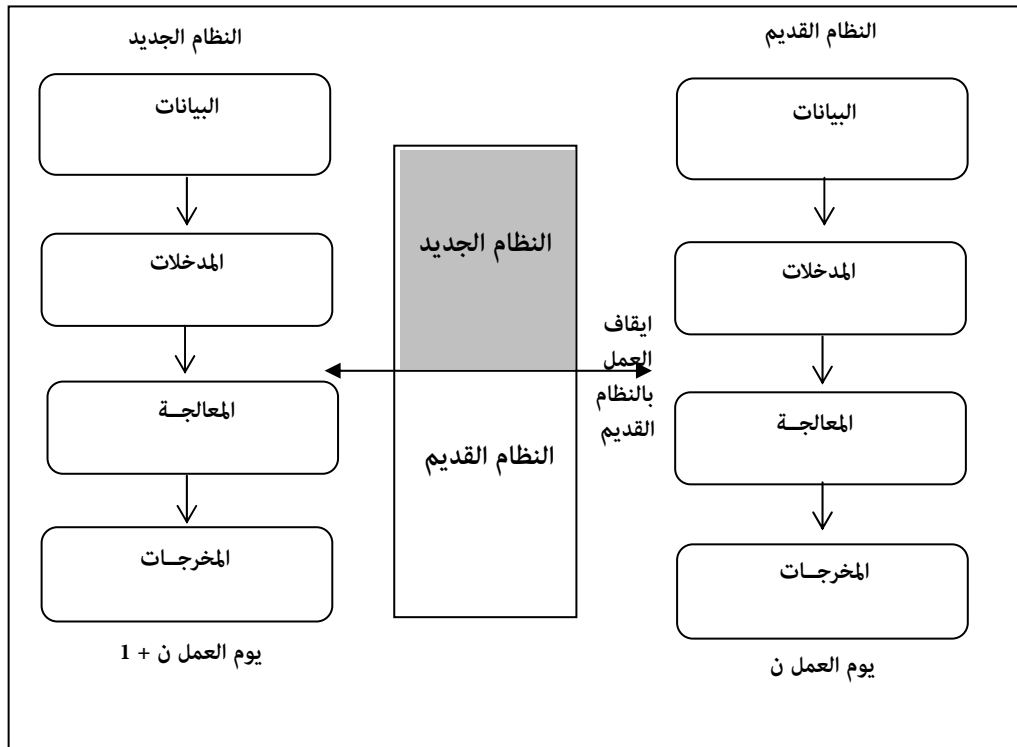 النظام القديم
البيانات
المدخلات
المعالجــة
المخرجــات
يوم العمل ن
ايقاف
العمل
بالنظام
القديم
النظام الجديد
النظام القديم
النظام الجديد
البيانات
المدخلات
المعالجــة
المخرجــات
يوم العمل ن + 1